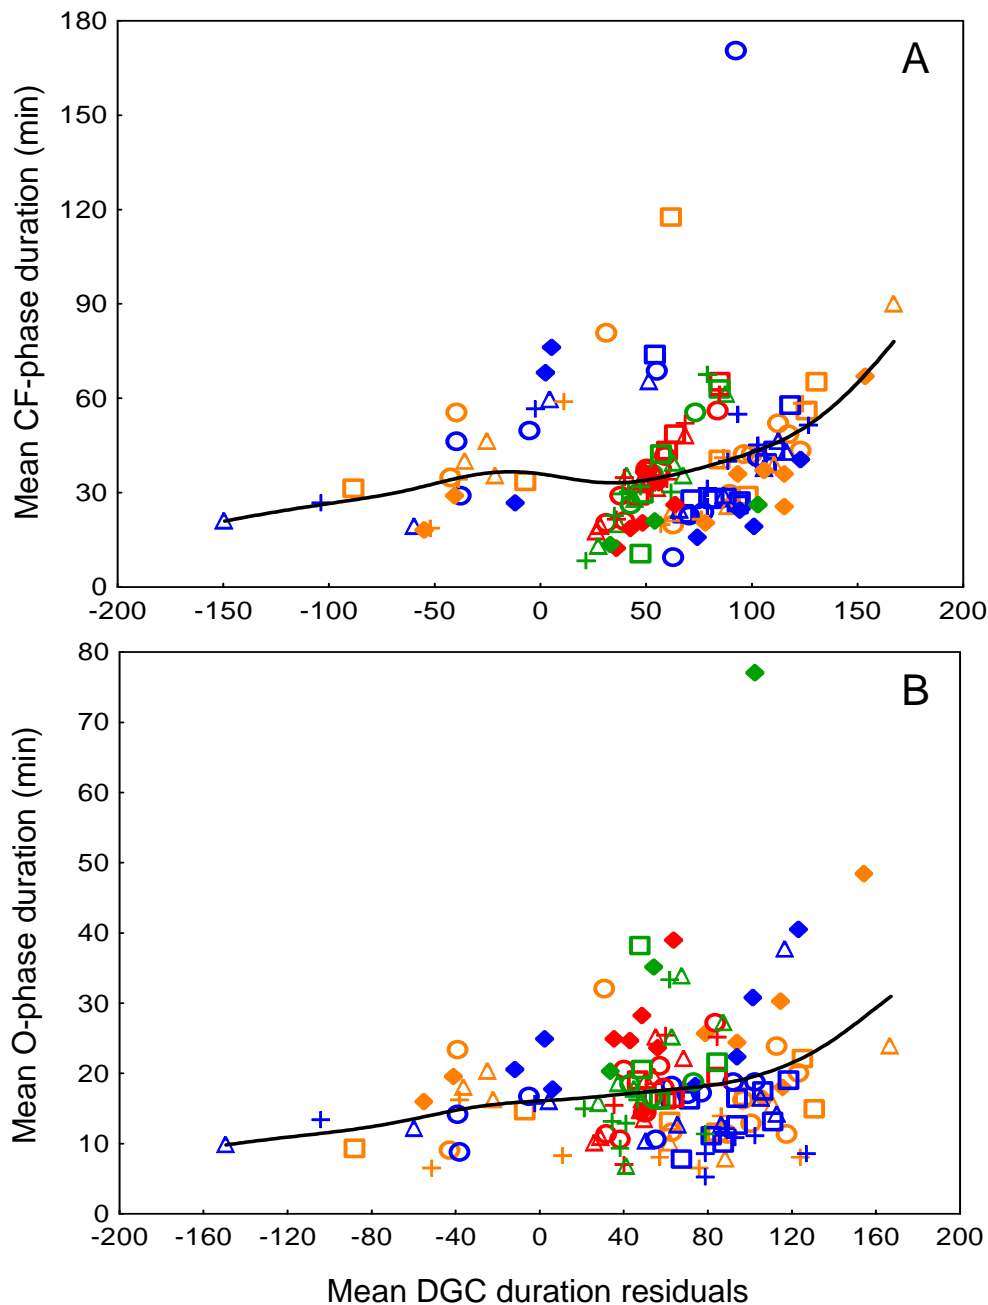 A
Mean CF-phase duration (min)
180
150
120
90
60
30
0
-200 -150 -100 -50 0 50 100 150 200
B
Mean O-phase duration (min)
80
70
60
50
40
30
20
10
0
-200 -160 -120 -80 -40 0 40 80 120 160 200
Mean DGC duration residuals